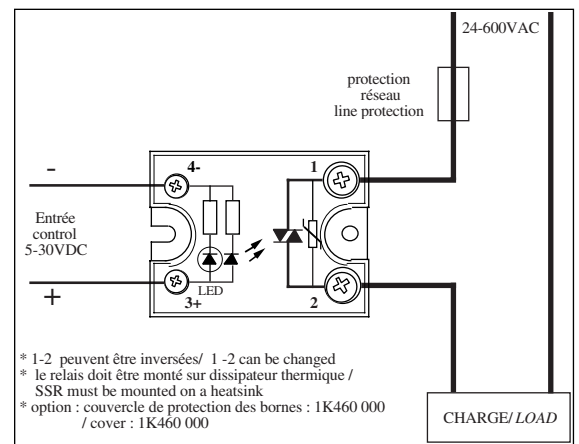 24-600VAC
protection
réseau
line protection
4-
1
-
Entrée
control
5-30VDC
+
LED
3+
2
* 1-2 peuvent être inversées/ 1 -2 can be changed
* le relais doit être monté sur dissipateur thermique /
SSR must be mounted on a heatsink
* option : couvercle de protection des bornes : 1K460 000
/ cover : 1K460 000
CHARGE/LOAD